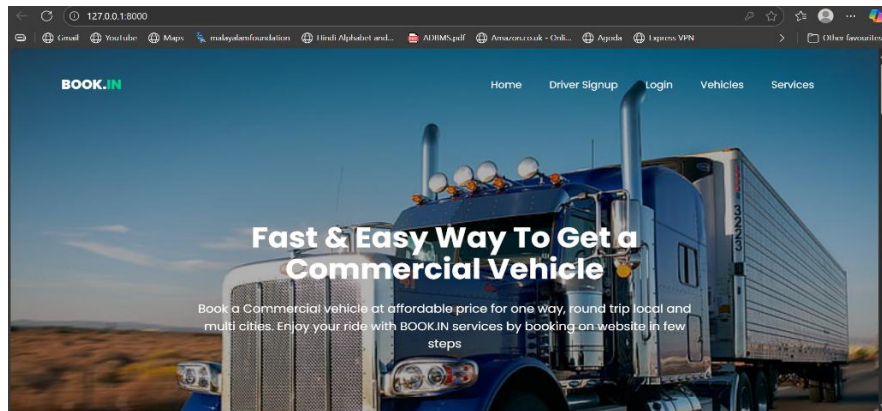 127.0.0.1:8000
Gmail YouTube Maps malayalamfoundation Hindi Alphabet and... ADBMS.pdf Amazon.co.uk - Onli... Agoda Express VPN Other favourites
BOOK.IN Home Driver Signup Login Vehicles Services
Fast & Easy Way To Get a
Commercial Vehicle
Book a Commercial vehicle at affordable price for one way, round trip local and
multi cities. Enjoy your ride with BOOK.IN services by booking on website in few
steps